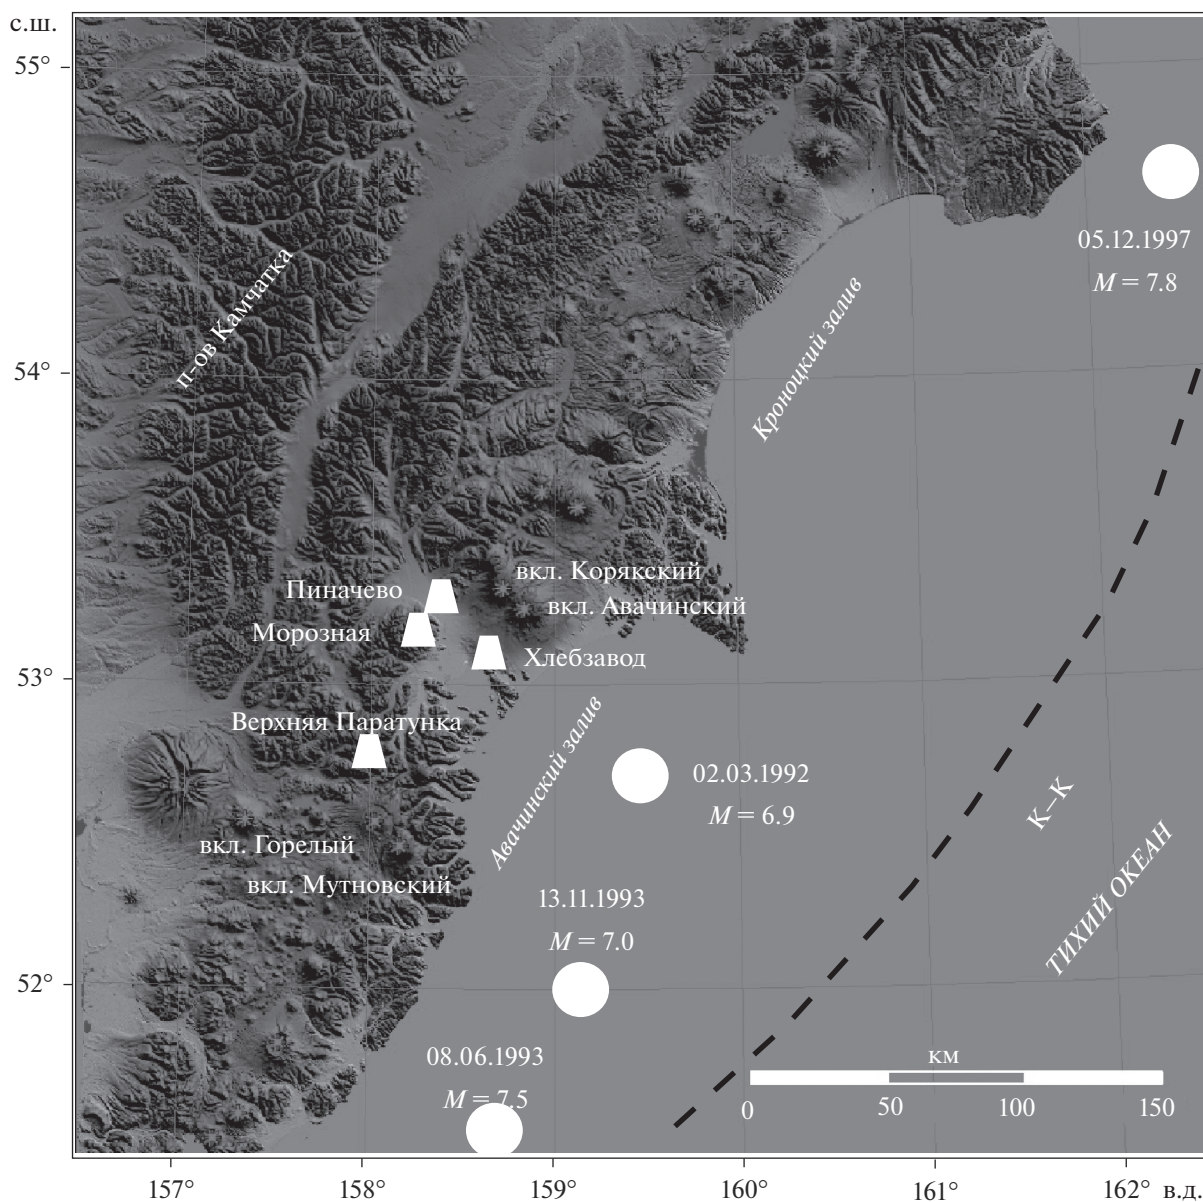 с.ш.
55°
05.12.1997
M = 7.8
п-ов Камчатка
Кроноцкий залив
54°
вкл. Корякский
Пиначево
вкл. Авачинский
Морозная
Хлебзавод
53°
Верхняя Паратунка
Авачинский залив
02.03.1992
M = 6.9
К–К
вкл. Горелый
вкл. Мутновский
13.11.1993
M = 7.0
ТИХИЙ ОКЕАН
52°
08.06.1993
M = 7.5
км
0 50 100 150
157° 158° 159° 160° 161° 162° в.д.